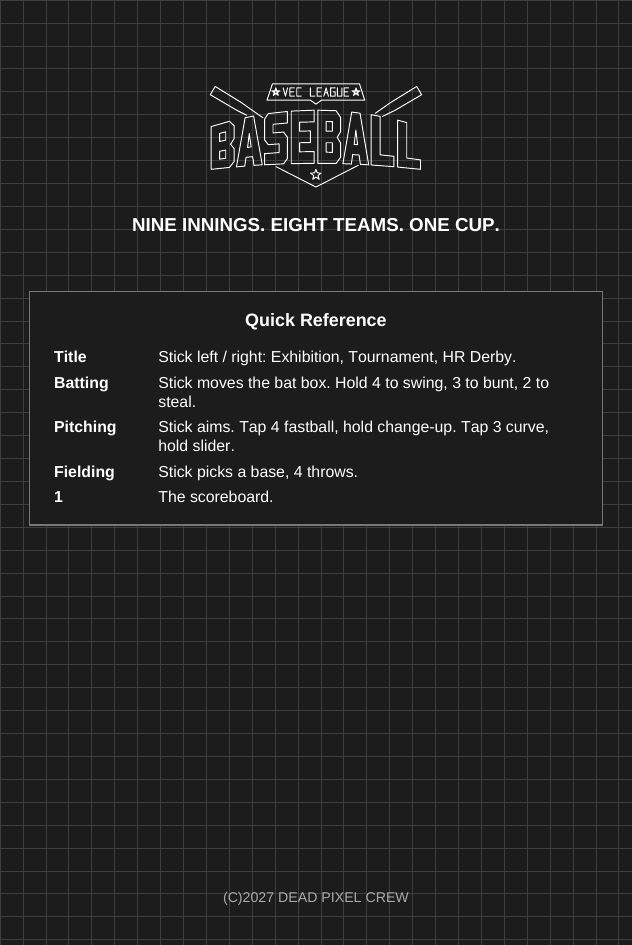 VEC LEAGUE
BASEBALL
NINE INNINGS. EIGHT TEAMS. ONE CUP.
Quick Reference
Title Stick left / right: Exhibition, Tournament, HR Derby.
Batting Stick moves the bat box. Hold 4 to swing, 3 to bunt, 2 to
steal.
Pitching Stick aims. Tap 4 fastball, hold change-up. Tap 3 curve,
hold slider.
Fielding Stick picks a base, 4 throws.
1 The scoreboard.
(C)2027 DEAD PIXEL CREW